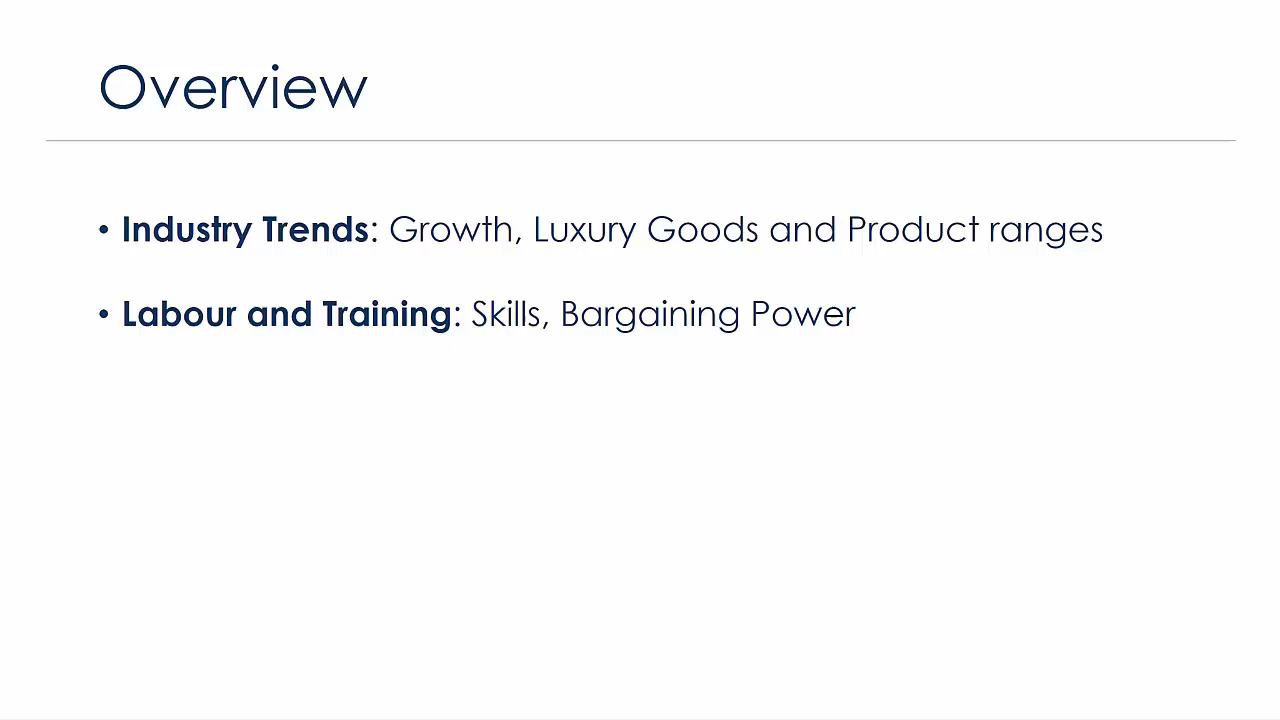 Overview
• Industry Trends: Growth, Luxury Goods and Product ranges
• Labour and Training: Skills, Bargaining Power